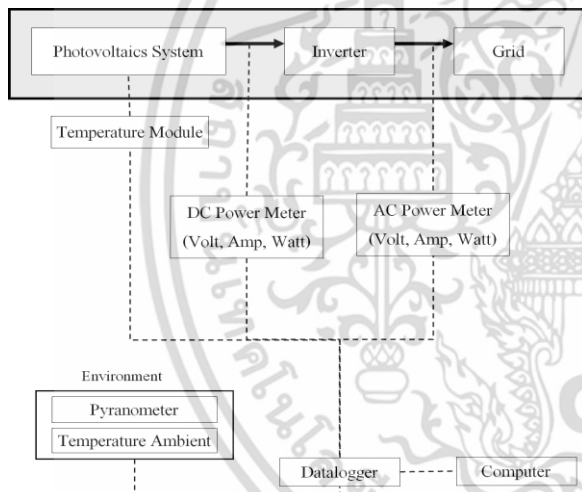 Photovoltaics System
Inverter
Grid
Temperature Module
DC Power Meter
(Volt, Amp, Watt)
AC Power Meter
(Volt, Amp, Watt)
Environment
Pyranometer
Temperature Ambient
Datalogger
Computer